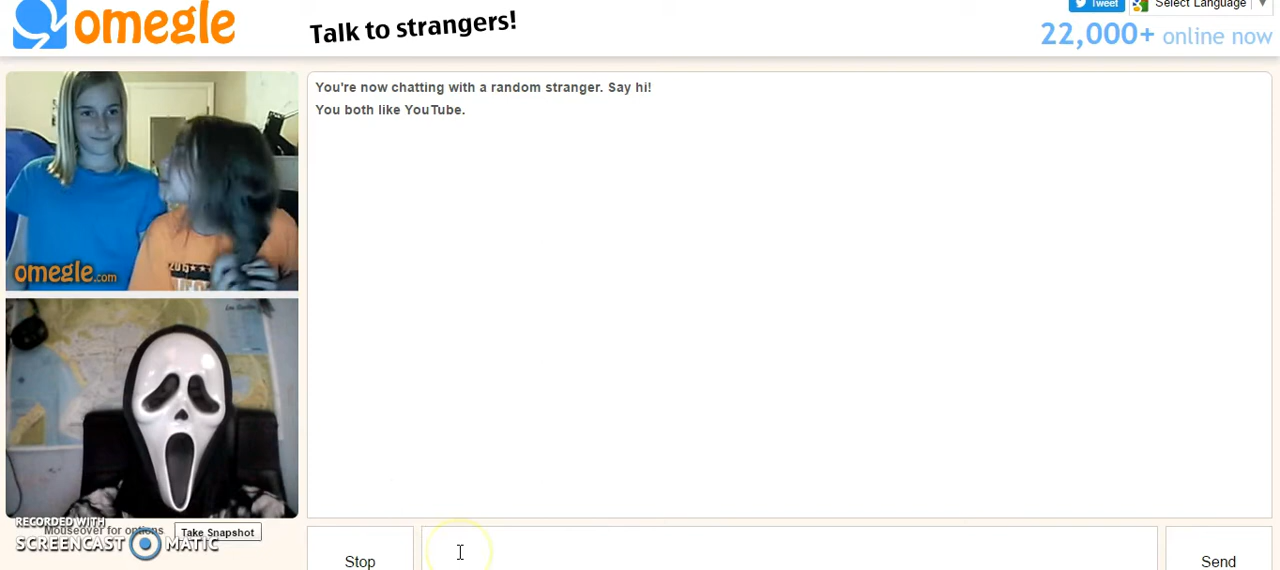 omegle
Talk to strangers!
Tweet
Select Language
22,000+ online now
You're now chatting with a random stranger. Say hi!
You both like YouTube.
omegle.com
2015
RECORDED WITH
Mouseover for options
Take Snapshot
SCREENCAST MATIC
Stop
Send